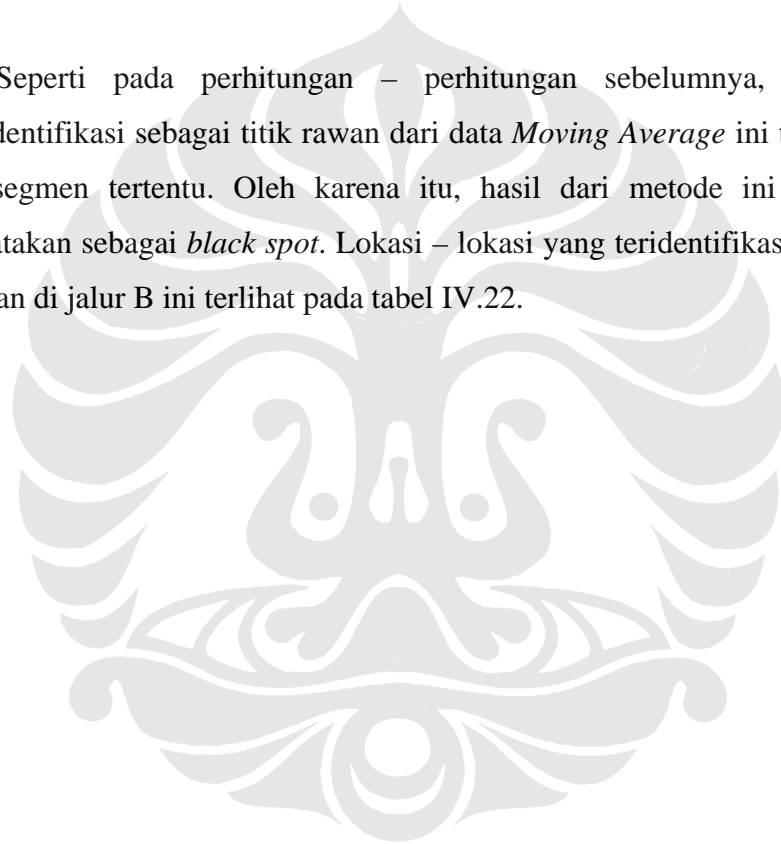 Seperti pada perhitungan – perhitungan sebelumnya,
dentifikasi sebagai titik rawan dari data Moving Average ini
segmen tertentu. Oleh karena itu, hasil dari metode ini
atakan sebagai black spot. Lokasi – lokasi yang teridentifikas
an di jalur B ini terlihat pada tabel IV.22.